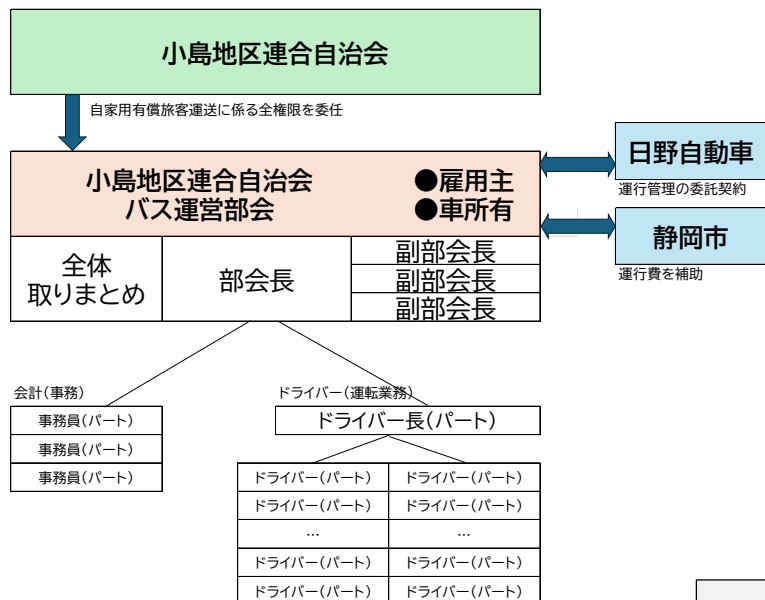 小島地区連合自治会
自家用有償旅客運送に係る全権限を委任
小島地区連合自治会
バス運営部会
●雇用主
●車所有
日野自動車
運行管理の委託契約
静岡市
運行費を補助
全体
取りまとめ
部会長
副部会長
副部会長
副部会長
会計(事務)
事務員(パート)
事務員(パート)
事務員(パート)
ドライバー(運転業務)
ドライバー長(パート)
ドライバー(パート) ドライバー(パート)
ドライバー(パート) ドライバー(パート)
… …
ドライバー(パート) ドライバー(パート)
ドライバー(パート) ドライバー(パート)